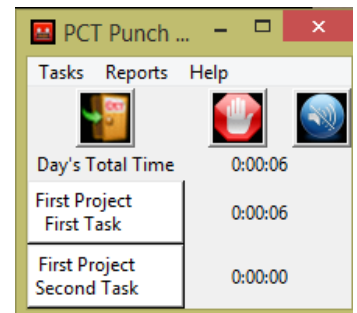 PCT Punch ...
Tasks Reports Help
OUT
Day's Total Time 0:00:06
First Project
First Task
0:00:06
First Project
Second Task
0:00:00